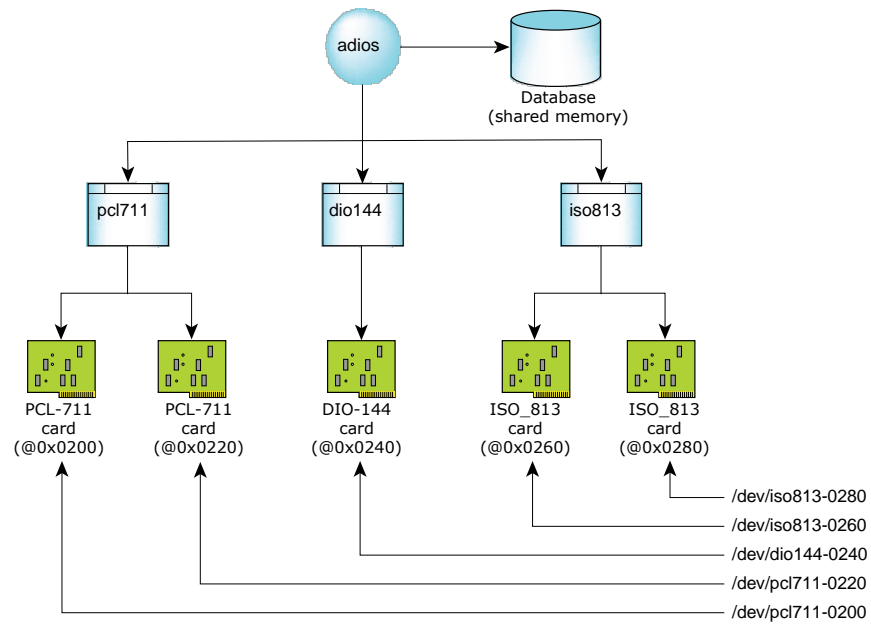 adios
Database
(shared memory)
pcl711
dio144
iso813
PCL-711
card
(@0x0200)
PCL-711
card
(@0x0220)
DIO-144
card
(@0x0240)
ISO_813
card
(@0x0260)
ISO_813
card
(@0x0280)
/dev/iso813-0280
/dev/iso813-0260
/dev/dio144-0240
/dev/pcl711-0220
/dev/pcl711-0200